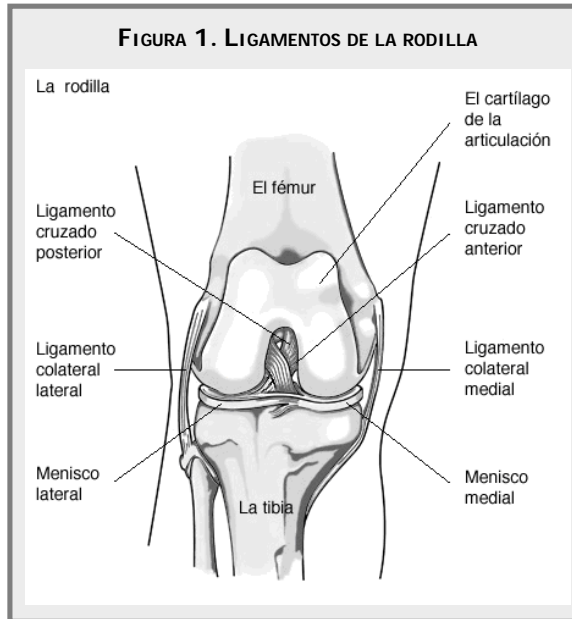 FIGURA 1. LIGAMENTOS DE LA RODILLA
La rodilla
El cartílago
de la
articulación
El fémur
Ligamento
cruzado
posterior
Ligamento
cruzado
anterior
Ligamento
colateral
lateral
Ligamento
colateral
medial
Menisco
lateral
Menisco
medial
La tibia